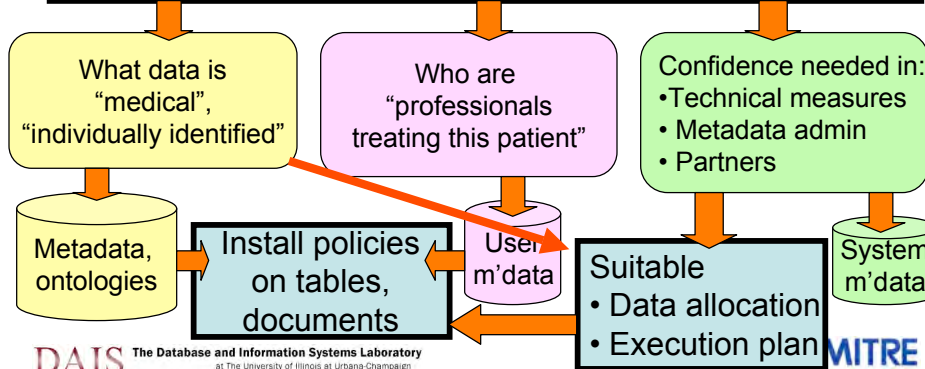 What data is
“medical”,
“individually identified”
Who are
“professionals
treating this patient”
Confidence needed in:
•Technical measures
• Metadata admin
• Partners
Metadata,
ontologies
Install policies
on tables,
documents
User
m’data
Suitable
• Data allocation
• Execution plan
System
m’data
DAIS The Database and Information Systems Laboratory
at The University of Illinois at Urbana-Champaign
MITRE